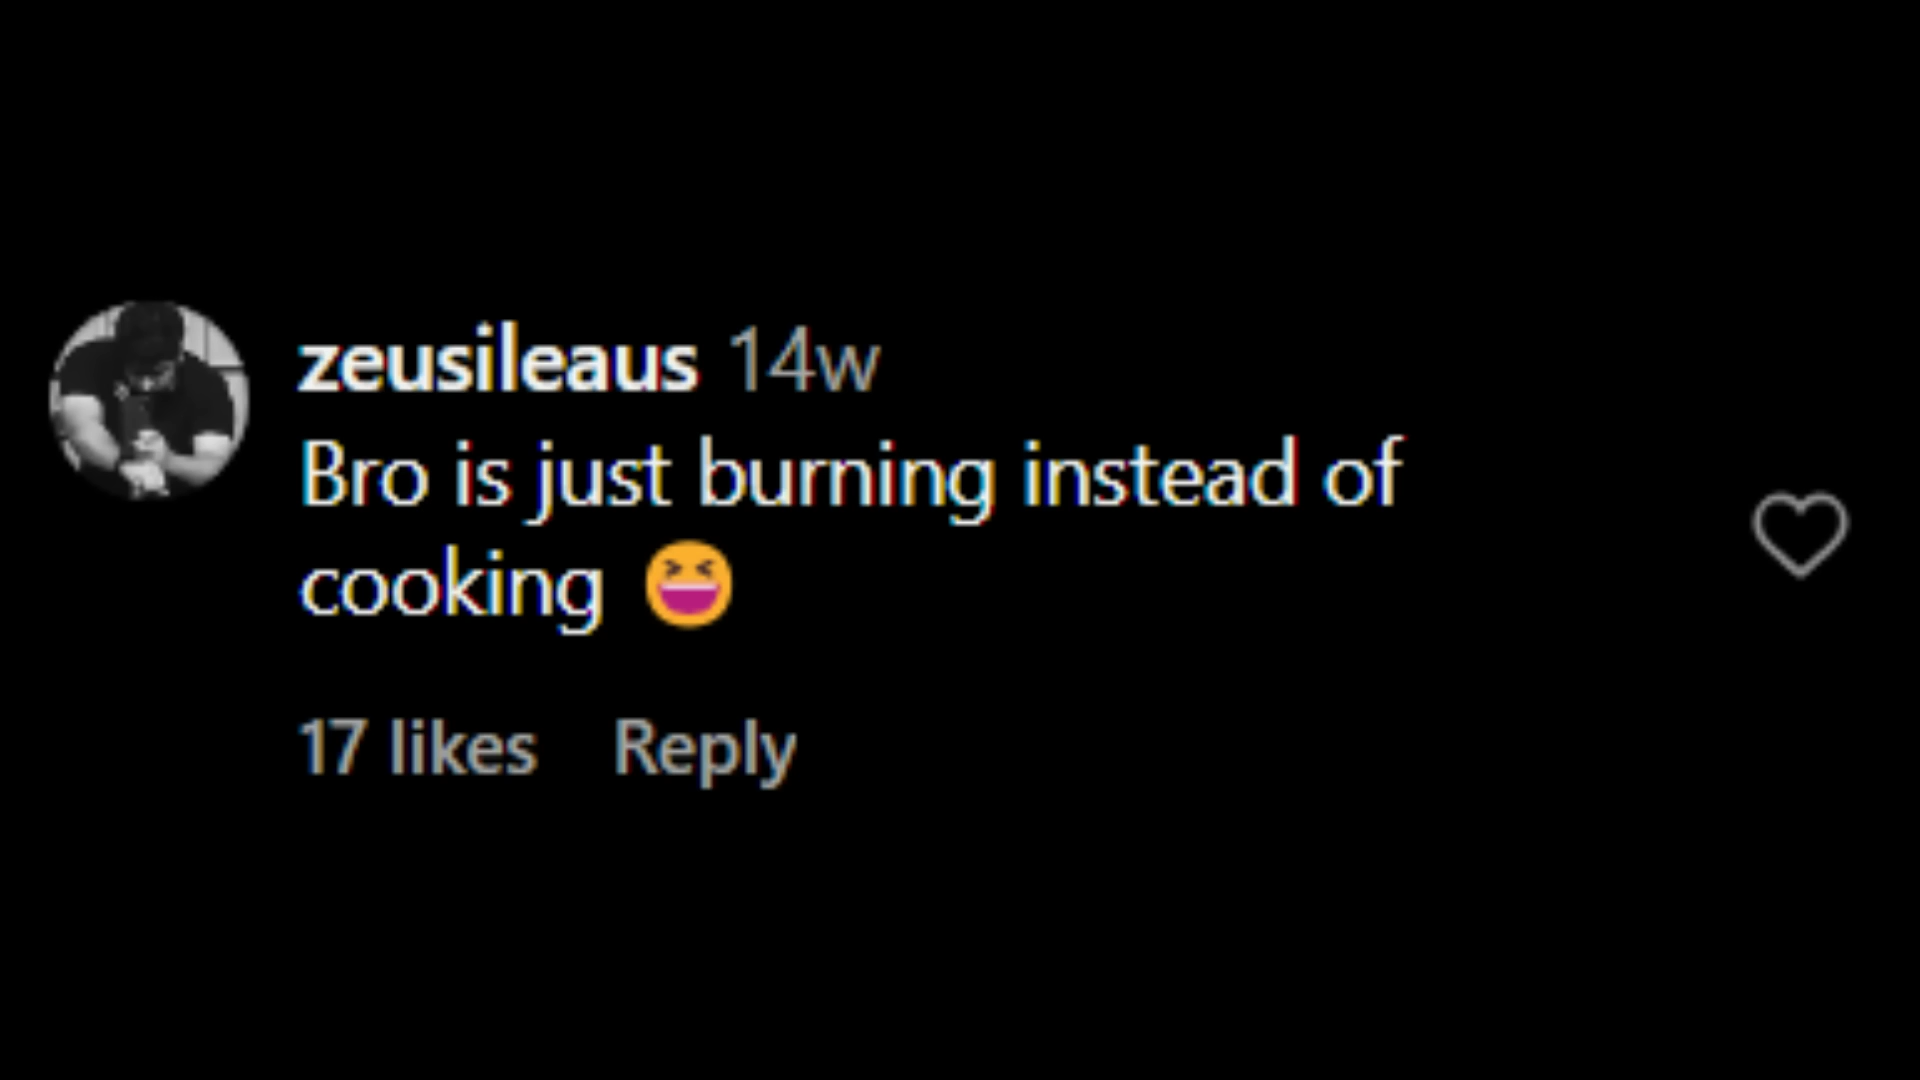 zeusileaus 14w
Bro is just burning instead of
cooking 😆
17 likes Reply